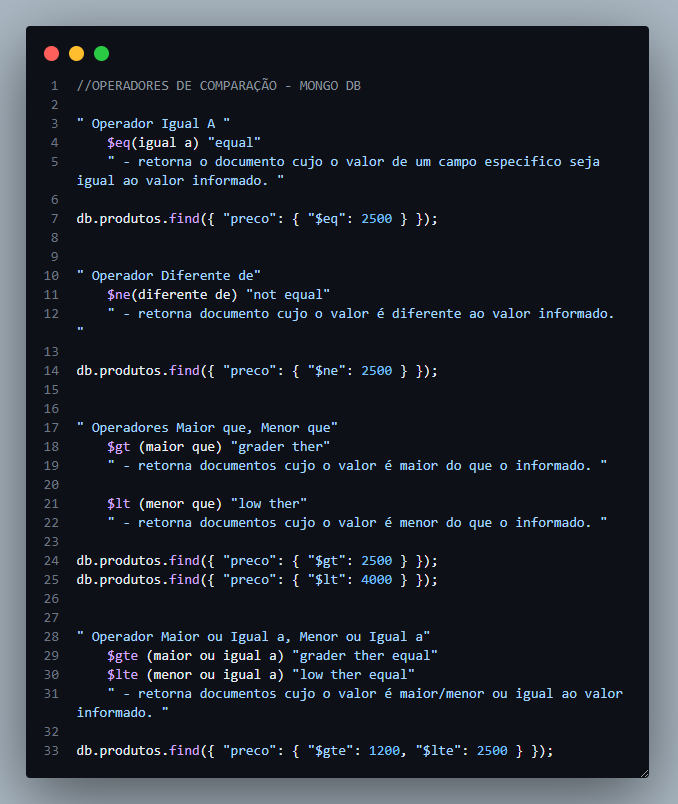 1 //OPERADORES DE COMPARAÇÃO - MONGO DB
2
3 " Operador Igual A "
4 $eq(igual a) "equal"
5 " - retorna o documento cujo o valor de um campo especifico seja
igual ao valor informado. "
6
7 db.produtos.find({ "preco": { "$eq": 2500 } });
8
9
10 " Operador Diferente de"
11 $ne(diferente de) "not equal"
12 " - retorna documento cujo o valor é diferente ao valor informado.
"
13
14 db.produtos.find({ "preco": { "$ne": 2500 } });
15
16
17 " Operadores Maior que, Menor que"
18 $gt (maior que) "grader ther"
19 " - retorna documentos cujo o valor é maior do que o informado. "
20
21 $lt (menor que) "low ther"
22 " - retorna documentos cujo o valor é menor do que o informado. "
23
24 db.produtos.find({ "preco": { "$gt": 2500 } });
25 db.produtos.find({ "preco": { "$lt": 4000 } });
26
27
28 " Operador Maior ou Igual a, Menor ou Igual a"
29 $gte (maior ou igual a) "grader ther equal"
30 $lte (menor ou igual a) "low ther equal"
31 " - retorna documentos cujo o valor é maior/menor ou igual ao valor
informado. "
32
33 db.produtos.find({ "preco": { "$gte": 1200, "$lte": 2500 } });